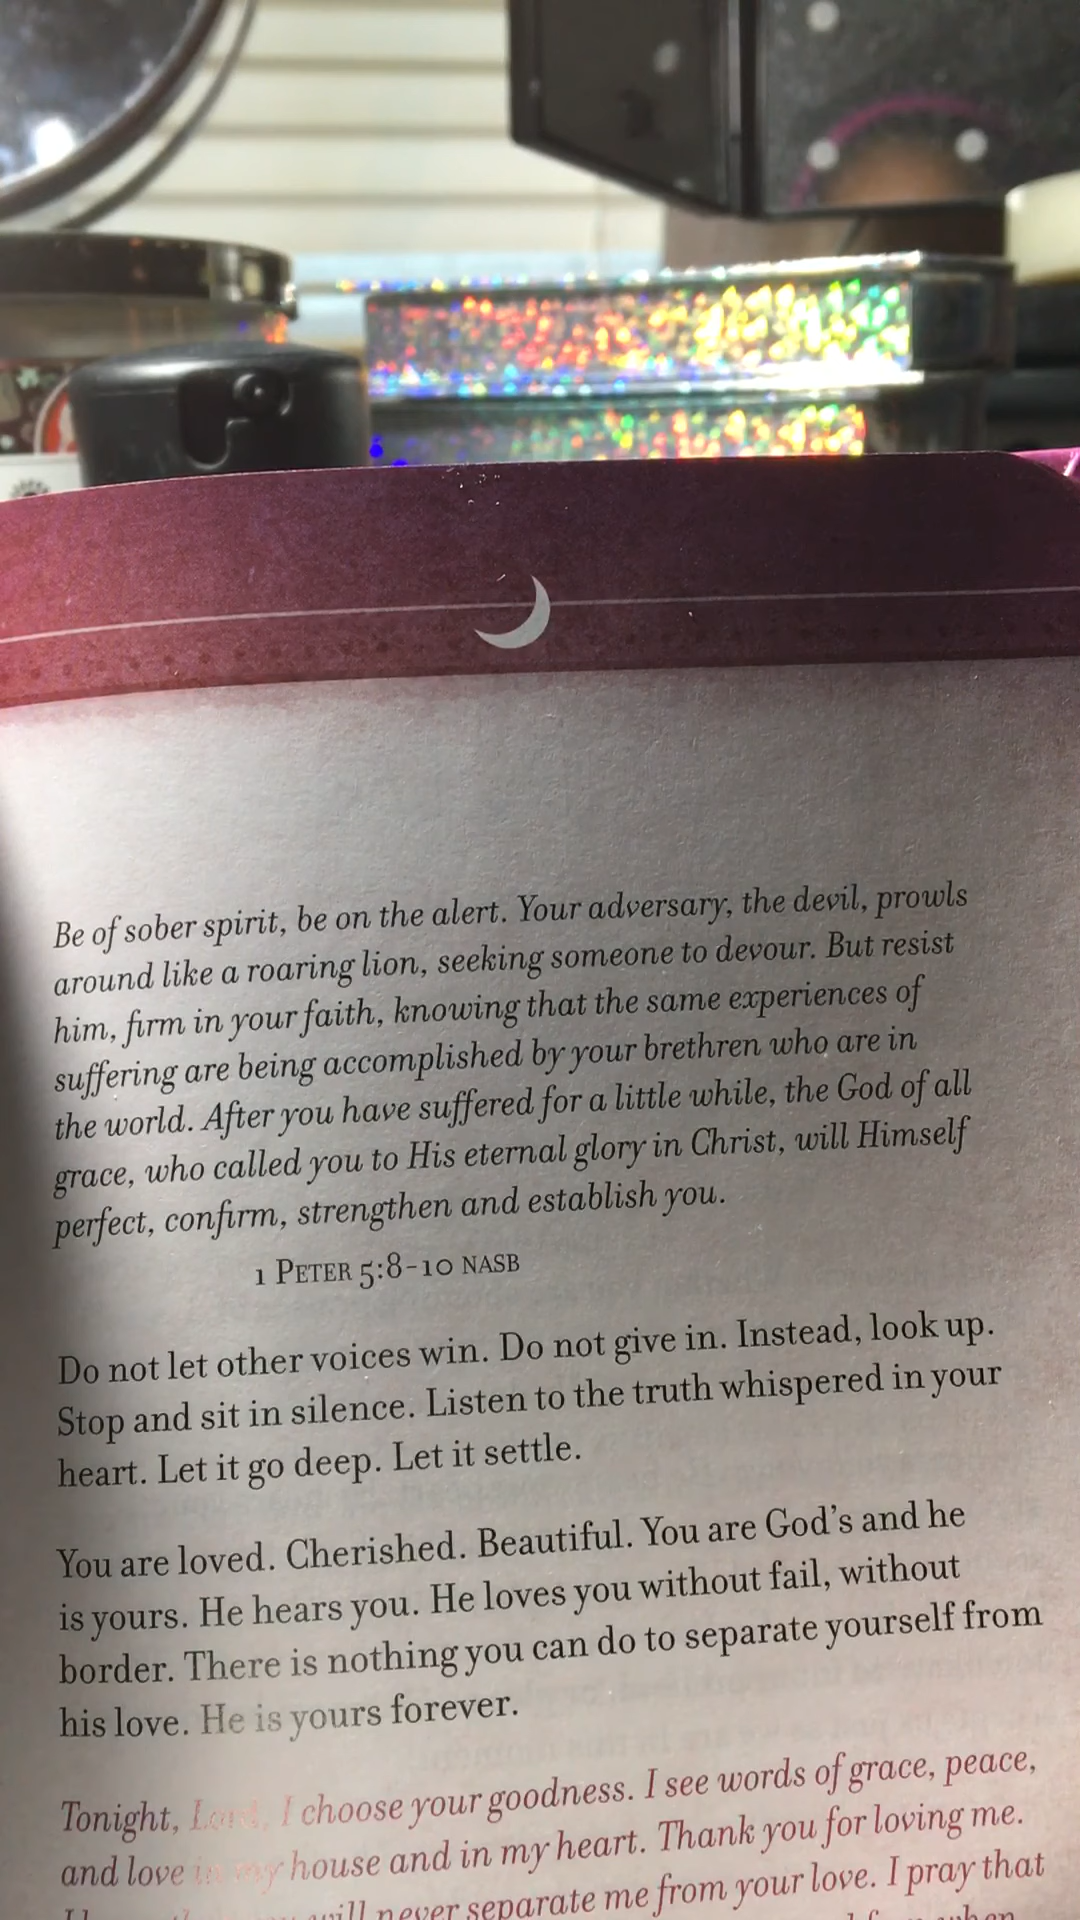 Be of sober spirit, be on the alert. Your adversary, the devil, prowls
around like a roaring lion, seeking someone to devour. But resist
him, firm in your faith, knowing that the same experiences of
suffering are being accomplished by your brethren who are in
the world. After you have suffered for a little while, the God of all
grace, who called you to His eternal glory in Christ, will Himself
perfect, confirm, strengthen and establish you.
1 PETER 5:8-10 NASB
Do not let other voices win. Do not give in. Instead, look up.
Stop and sit in silence. Listen to the truth whispered in your
heart. Let it go deep. Let it settle.
You are loved. Cherished. Beautiful. You are God's and he
is yours. He hears you. He loves you without fail, without
border. There is nothing you can do to separate yourself from
his love. He is yours forever.
Tonight, Lord, I choose your goodness. I see words of grace, peace,
and love in my house and in my heart. Thank you for loving me.
will never separate me from your love. I pray that
when